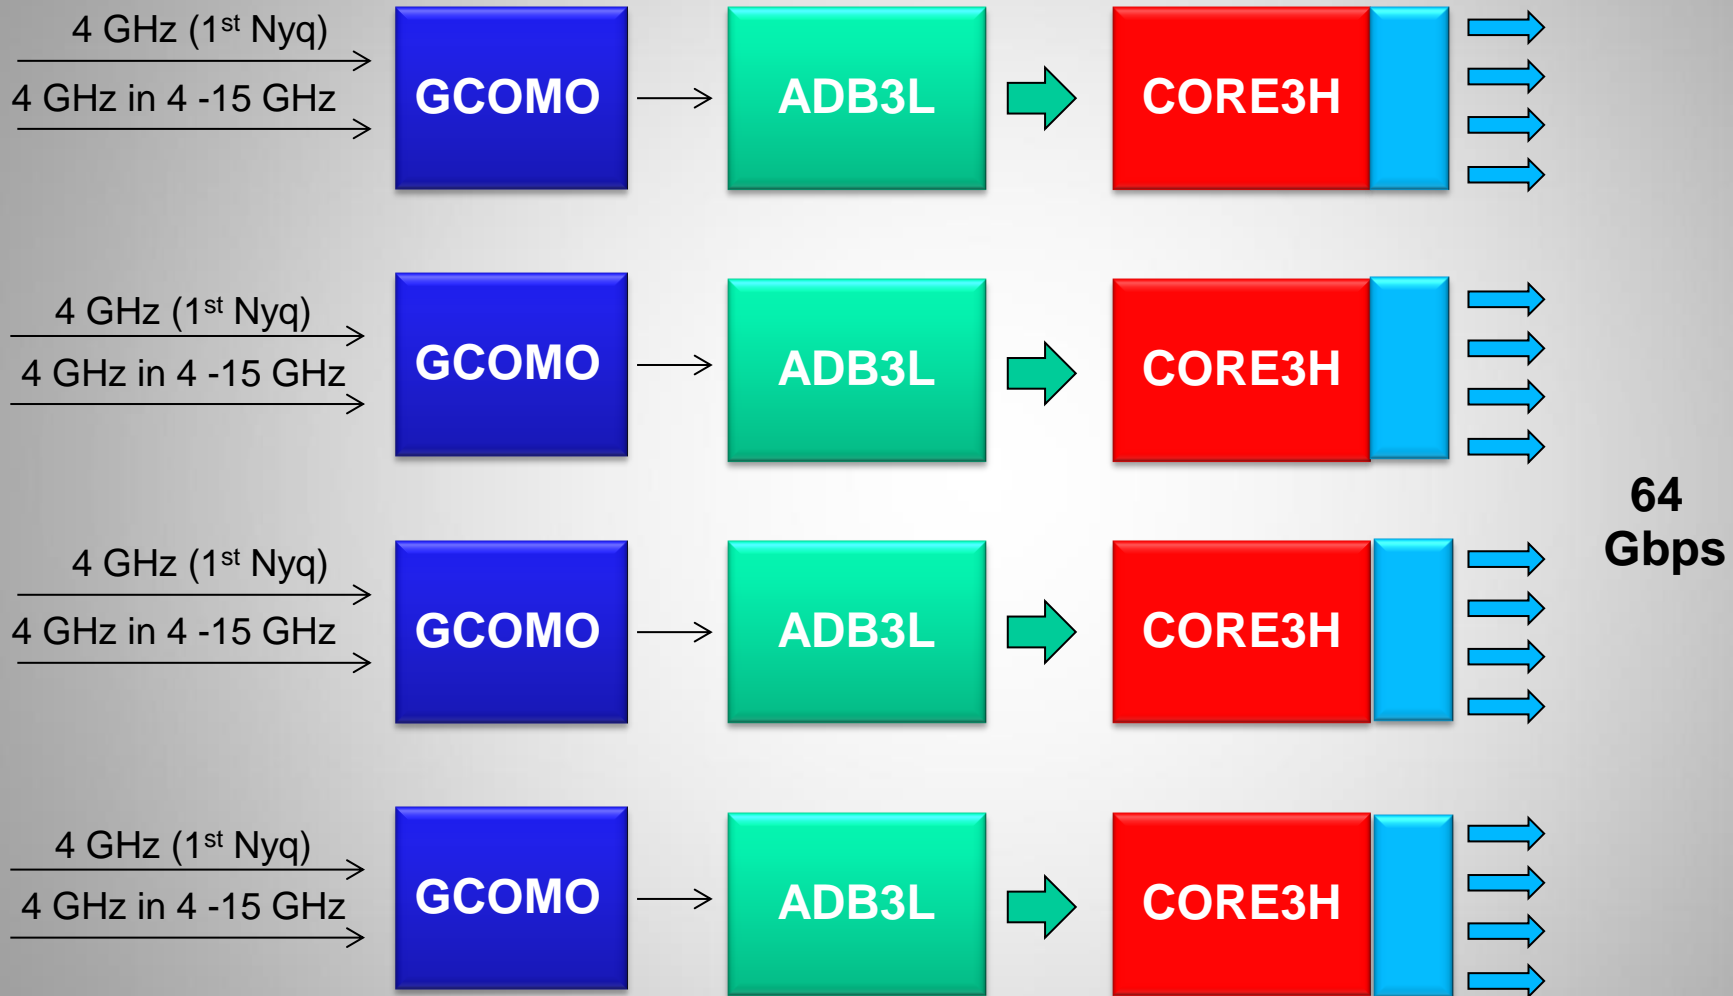 4 GHz (1st Nyq)
4 GHz in 4 -15 GHz
GCOMO
ADB3L
CORE3H
4 GHz (1st Nyq)
4 GHz in 4 -15 GHz
GCOMO
ADB3L
CORE3H
64
Gbps
4 GHz (1st Nyq)
4 GHz in 4 -15 GHz
GCOMO
ADB3L
CORE3H
4 GHz (1st Nyq)
4 GHz in 4 -15 GHz
GCOMO
ADB3L
CORE3H